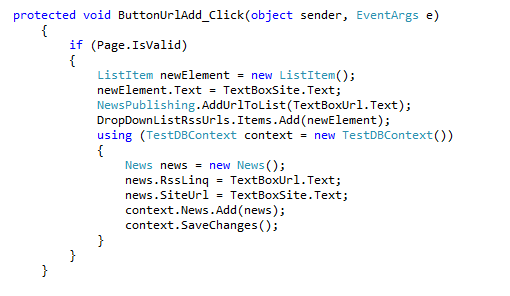 protected void ButtonUrlAdd_Click(object sender, EventArgs e)
{
if (Page.IsValid)
{
ListItem newElement = new ListItem();
newElement.Text = TextBoxSite.Text;
NewsPublishing.AddUrlToList(TextBoxUrl.Text);
DropDownListRssUrls.Items.Add(newElement);
using (TestDBContext context = new TestDBContext())
{
News news = new News();
news.RssLinq = TextBoxUrl.Text;
news.SiteUrl = TextBoxSite.Text;
context.News.Add(news);
context.SaveChanges();
}
}
}